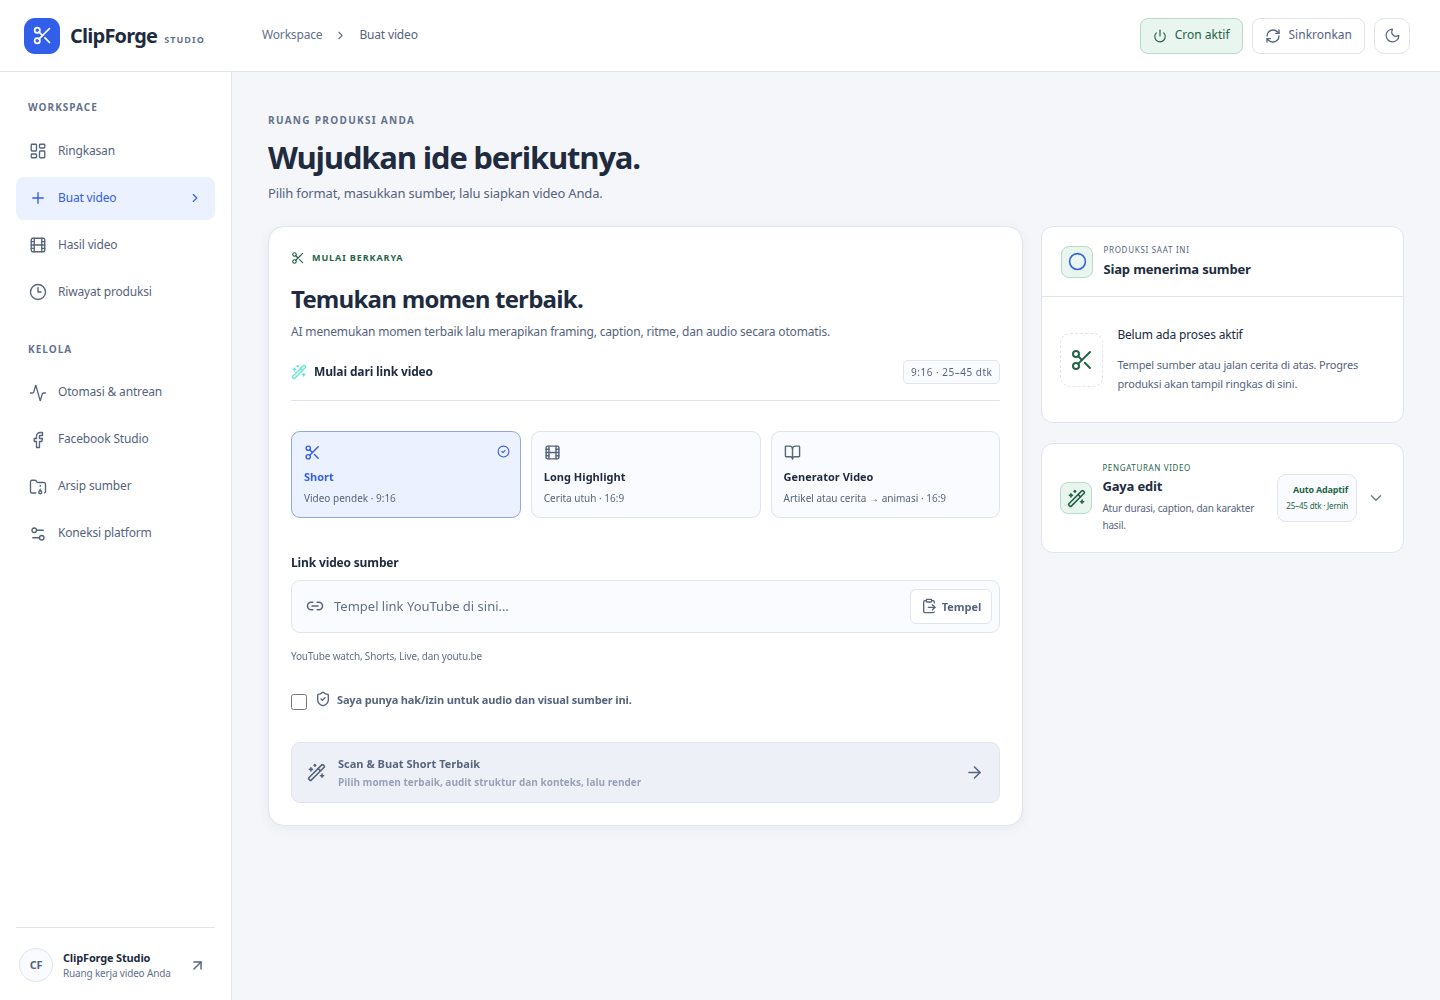 ClipForge STUDIO
Workspace
Buat video
Cron aktif
Sinkronkan
WORKSPACE
Ringkasan
Buat video
Hasil video
Riwayat produksi
KELOLA
Otomasi & antrean
Facebook Studio
Arsip sumber
Koneksi platform
CF
ClipForge Studio
Ruang kerja video Anda
RUANG PRODUKSI ANDA
Wujudkan ide berikutnya.
Pilih format, masukkan sumber, lalu siapkan video Anda.
MULAI BERKARYA
Temukan momen terbaik.
AI menemukan momen terbaik lalu merapikan framing, caption, ritme, dan audio secara otomatis.
Mulai dari link video
9:16 · 25–45 dtk
Short
Video pendek · 9:16
Long Highlight
Cerita utuh · 16:9
Generator Video
Artikel atau cerita → animasi · 16:9
Link video sumber
Tempel link YouTube di sini...
Tempel
YouTube watch, Shorts, Live, dan youtu.be
Saya punya hak/izin untuk audio dan visual sumber ini.
Scan & Buat Short Terbaik
Pilih momen terbaik, audit struktur dan konteks, lalu render
PRODUKSI SAAT INI
Siap menerima sumber
Belum ada proses aktif
Tempel sumber atau jalan cerita di atas. Progres
produksi akan tampil ringkas di sini.
PENGATURAN VIDEO
Gaya edit
Atur durasi, caption, dan karakter
hasil.
Auto Adaptif
25–45 dtk · Jernih